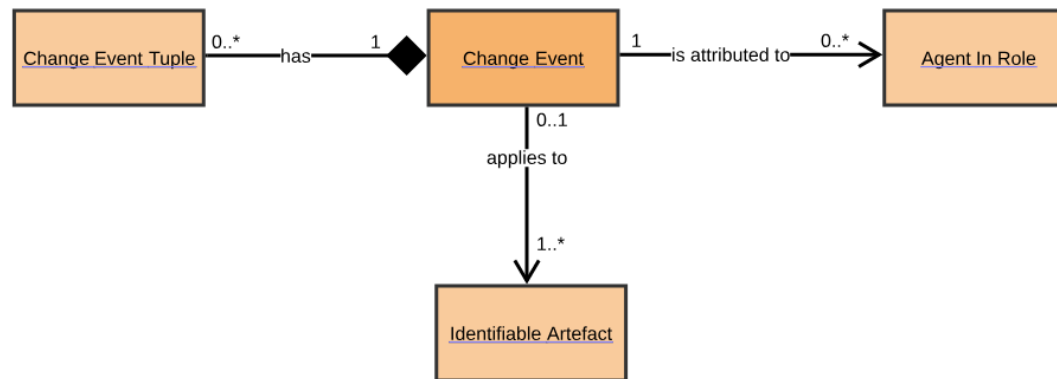 Change Event Tuple
0..*
has
1
Change Event
1
is attributed to
0..*
Agent In Role
0..1
applies to
1..*
Identifiable Artefact